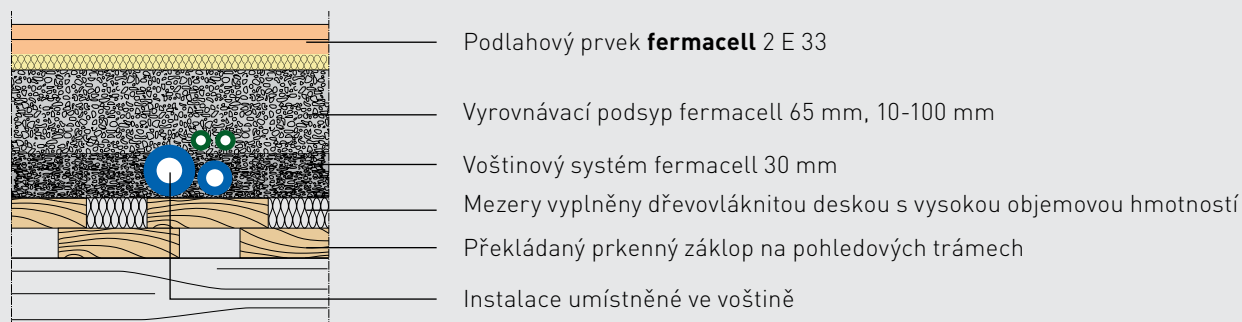 Podlahový prvek fermacell 2 E 33
Vyrovnávací podsyp fermacell 65 mm, 10-100 mm
Voštinový systém fermacell 30 mm
Mezery vyplněny dřevovláknitou deskou s vysokou objemovou hmotností
Překládaný prkenný záklop na pohledových trámech
Instalace umístněné ve voštině